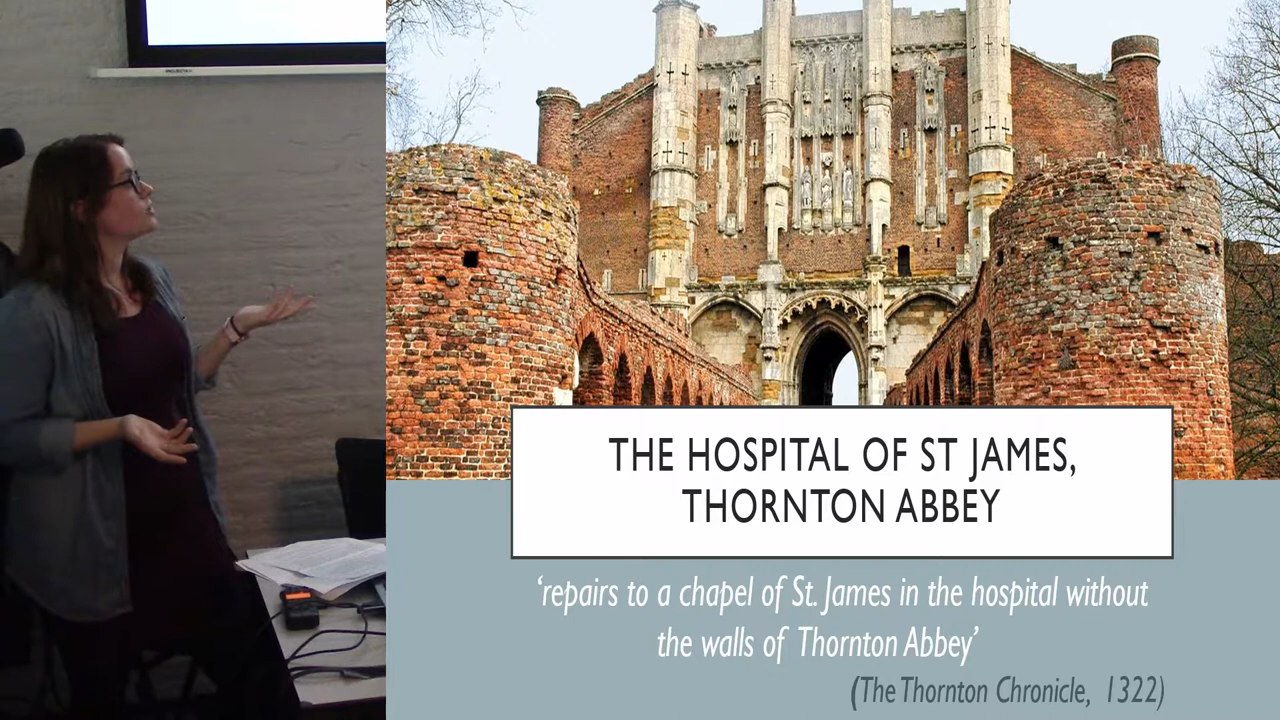 THE HOSPITAL OF ST JAMES,
THORNTON ABBEY
‘repairs to a chapel of St. James in the hospital without
the walls of Thornton Abbey’
(The Thornton Chronicle, 1322)